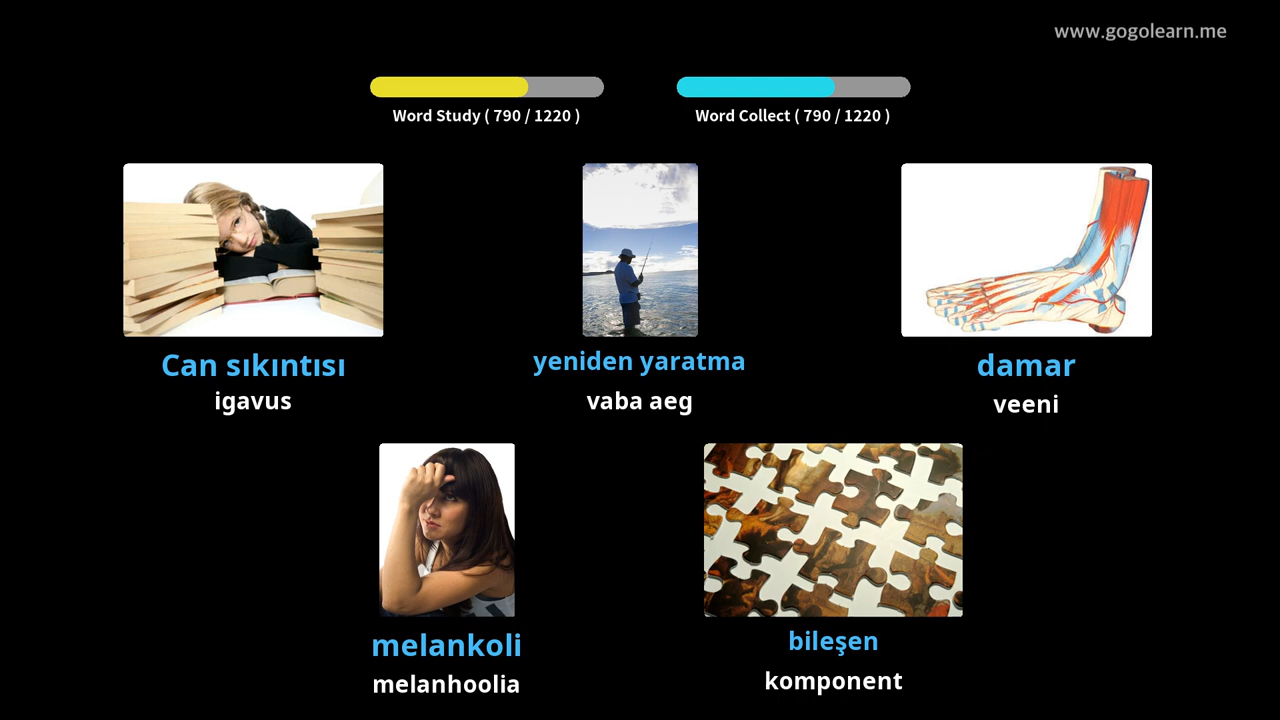 www.gogolearn.me
Word Study ( 790 / 1220 )
Word Collect ( 790 / 1220 )
Can sıkıntısı
igavus
yeniden yaratma
vaba aeg
damar
veeni
melankoli
melanhoolia
bileşen
komponent